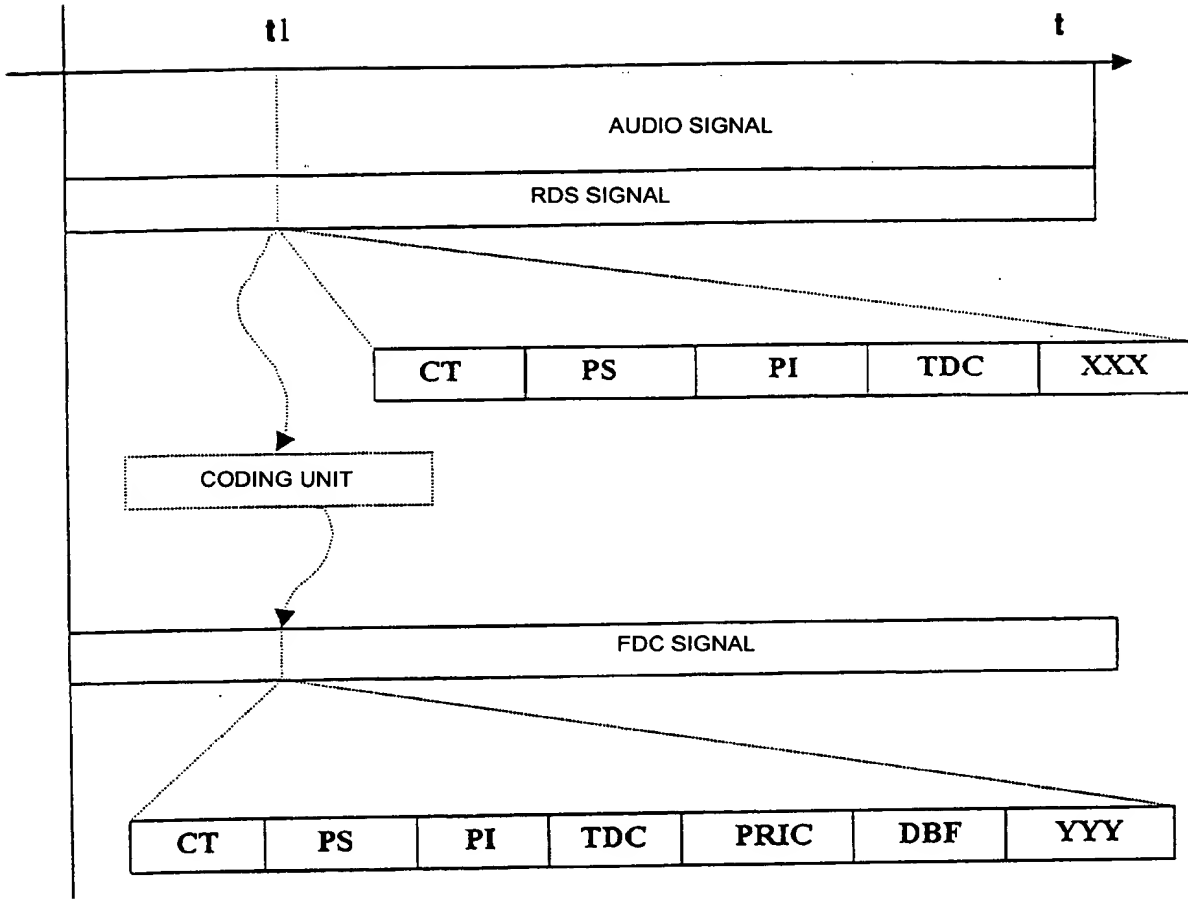 t1 t
AUDIO SIGNAL
RDS SIGNAL
CT PS PI TDC XXX
CODING UNIT
FDC SIGNAL
CT PS PI TDC PRIC DBF YYY